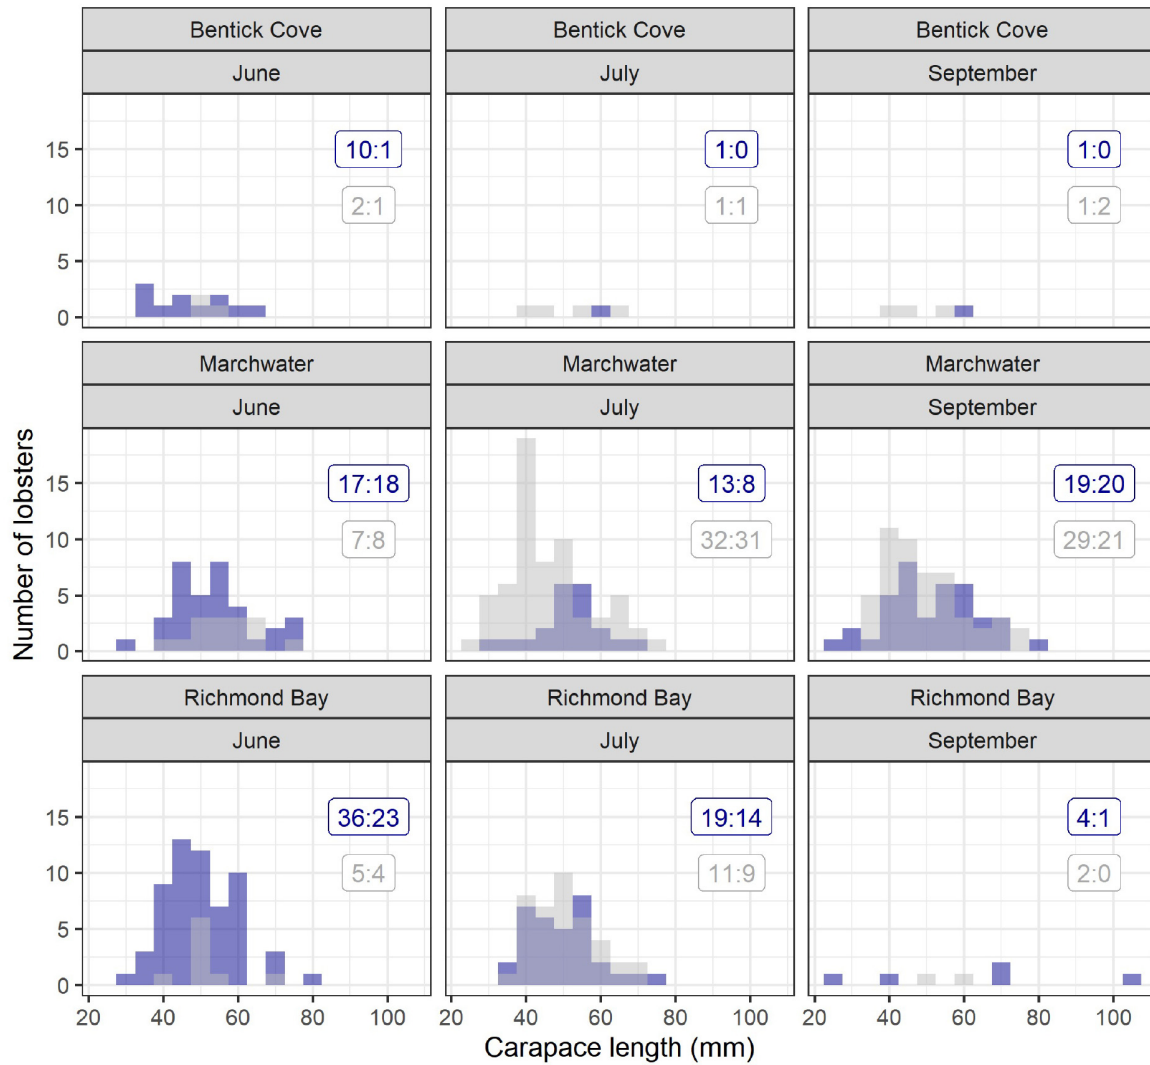 Bentick Cove Bentick Cove Bentick Cove
June July September
15 10:1 1:0 1:0
10 2:1 1:1 1:2
5
0
Marchwater Marchwater Marchwater
June July September
15 17:18 13:8 19:20
10 7:8 32:31 29:21
5
0
Number of lobsters
Richmond Bay Richmond Bay Richmond Bay
June July September
15 36:23 19:14 4:1
10 5:4 11:9 2:0
5
0
20 40 60 80 100 20 40 60 80 100 20 40 60 80 100
Carapace length (mm)